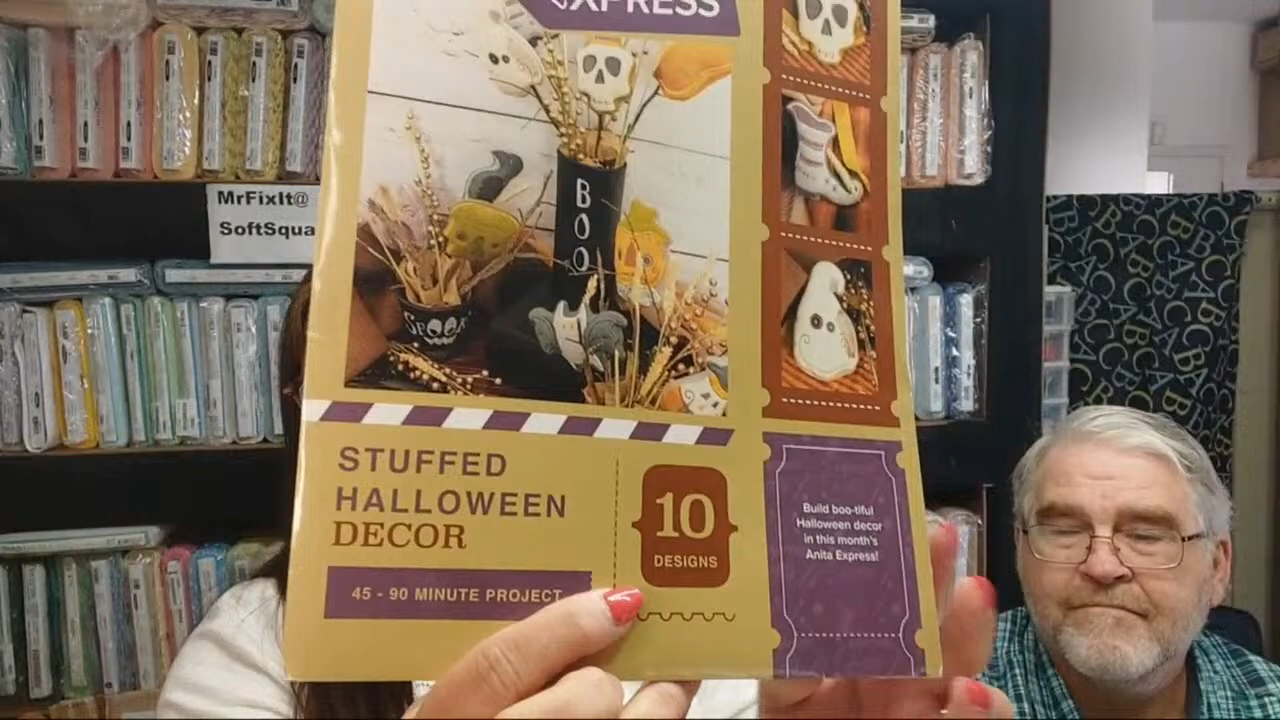 EXPRESS
MrFixIt@
SoftSqua
BOO
SPOOK
STUFFED
HALLOWEEN
DECOR
45 - 90 MINUTE PROJECT
10
DESIGNS
Build boo-tiful
Halloween decor
in this month's
Anita Express!